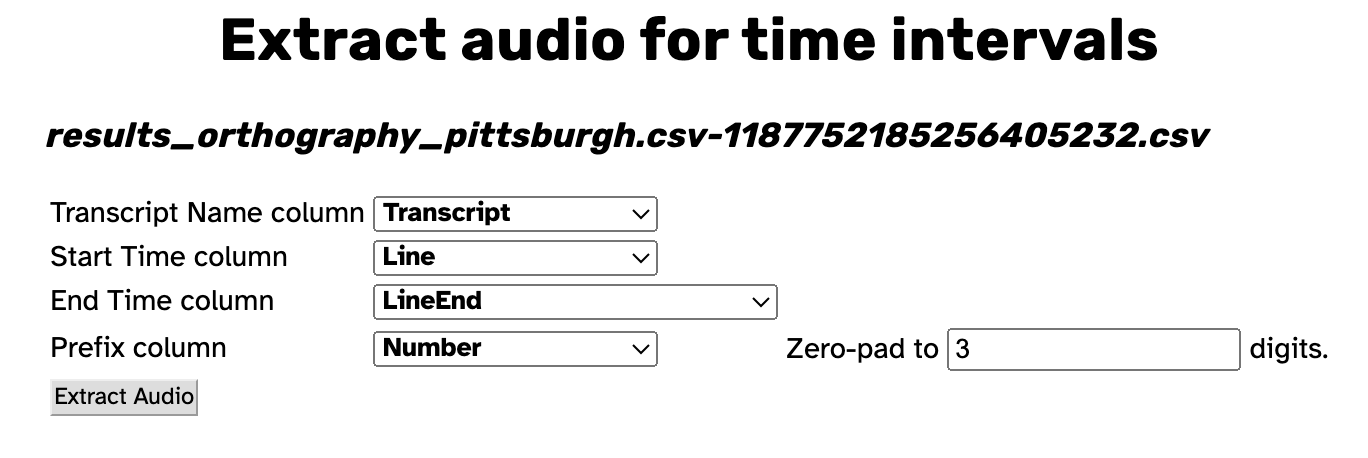 Extract audio for time intervals
results_orthography_pittsburgh.csv-1187752185256405232.csv
Transcript Name column Transcript
Start Time column Line
End Time column LineEnd
Prefix column Number Zero-pad to 3 digits.
Extract Audio